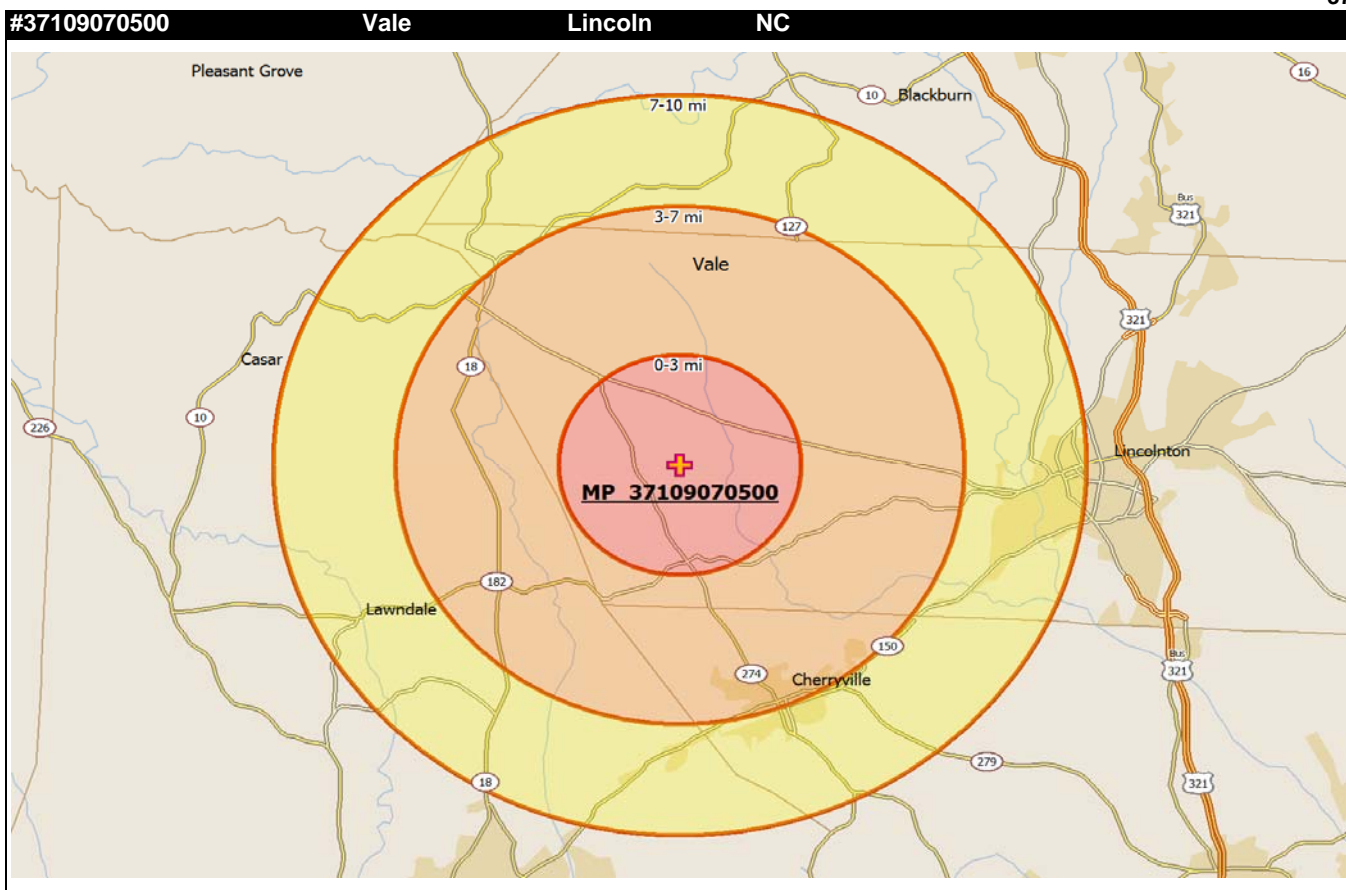 #37109070500 Vale Lincoln NC
Pleasant Grove
16
7-10 mi
10
Blackburn
Bus
321
3-7 mi
127
Vale
321
Casar
0-3 mi
18
10
226
Lincolnton
MP 37109070500
182
Lawndale
150
Bus
321
274
Cherryville
279
18
321